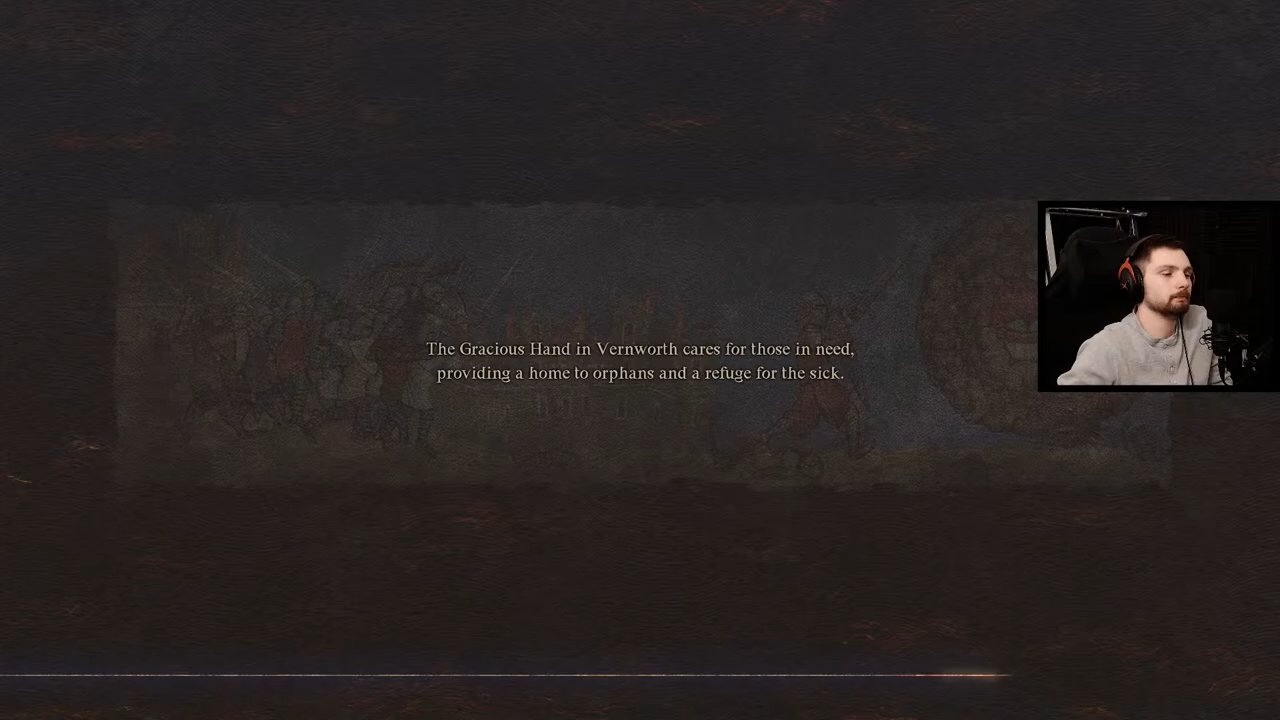 The Gracious Hand in Vernworth cares for those in need,
providing a home to orphans and a refuge for the sick.